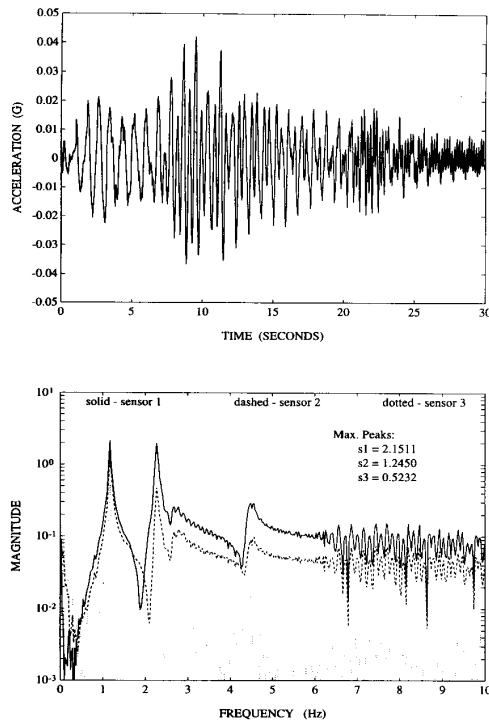 0.05
0.04
0.03
0.02
0.01
0
-0.01
-0.02
-0.03
-0.04
0.05
ACCELERATION (G)
0 5 10 15 20 25 30
TIME (SECONDS)
10¹
10⁰
10⁻¹
10⁻²
10⁻³
MAGNITUDE
solid - sensor 1 dashed - sensor 2 dotted - sensor 3
Max. Peaks:
s1 = 2.1511
s2 = 1.2450
s3 = 0.5232
0 1 2 3 4 5 6 7 8 9 10
FREQUENCY (Hz)